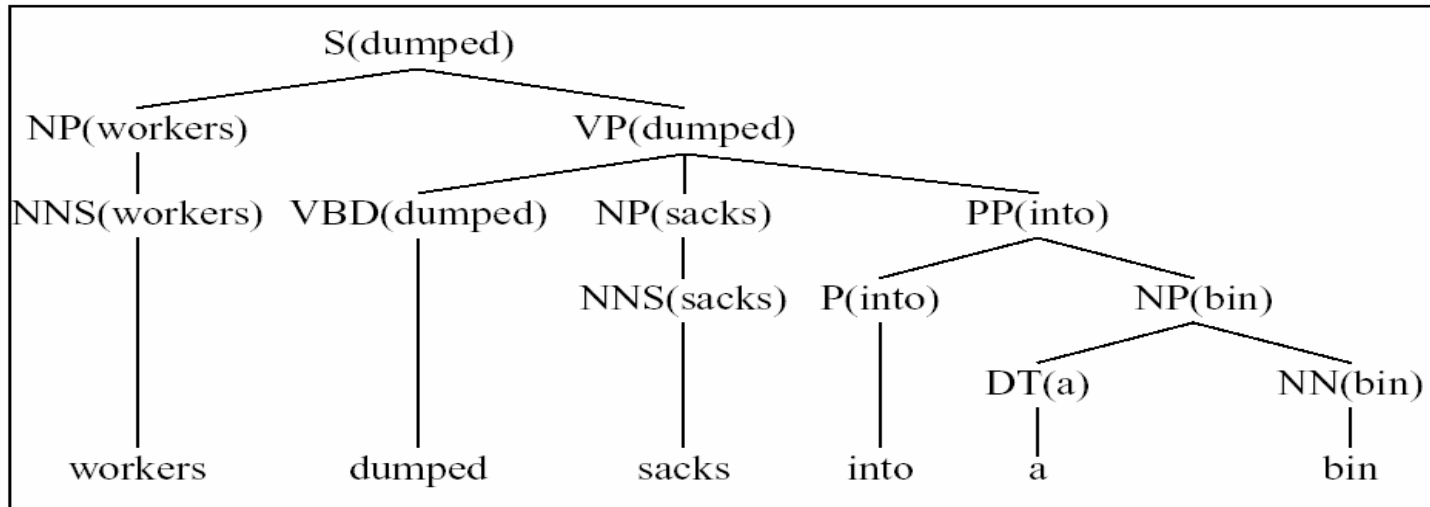 S(dumped)
NP(workers) VP(dumped)
NNS(workers) VBD(dumped) NP(sacks) PP(into)
NNS(sacks) P(into) NP(bin)
DT(a) NN(bin)
workers dumped sacks into a bin